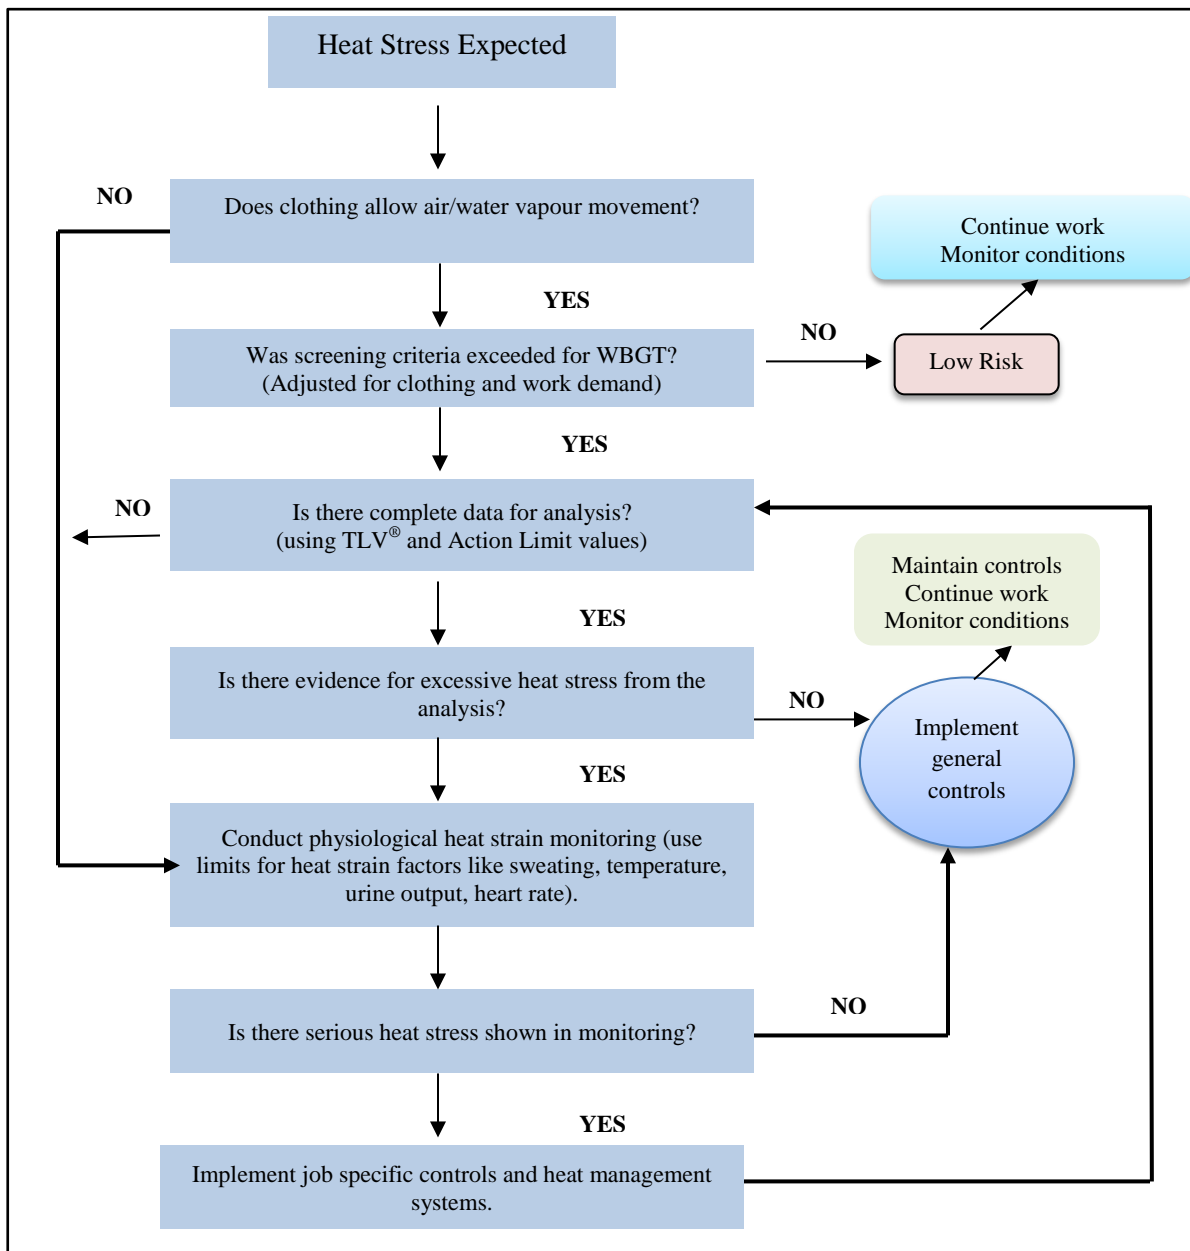 Heat Stress Expected
NO
Does clothing allow air/water vapour movement?
Continue work
Monitor conditions
YES
NO
Was screening criteria exceeded for WBGT?
(Adjusted for clothing and work demand)
Low Risk
YES
NO
Is there complete data for analysis?
(using TLV® and Action Limit values)
Maintain controls
Continue work
Monitor conditions
YES
Is there evidence for excessive heat stress from the
analysis?
NO
Implement
general
controls
YES
Conduct physiological heat strain monitoring (use
limits for heat strain factors like sweating, temperature,
urine output, heart rate).
NO
Is there serious heat stress shown in monitoring?
YES
Implement job specific controls and heat management
systems.